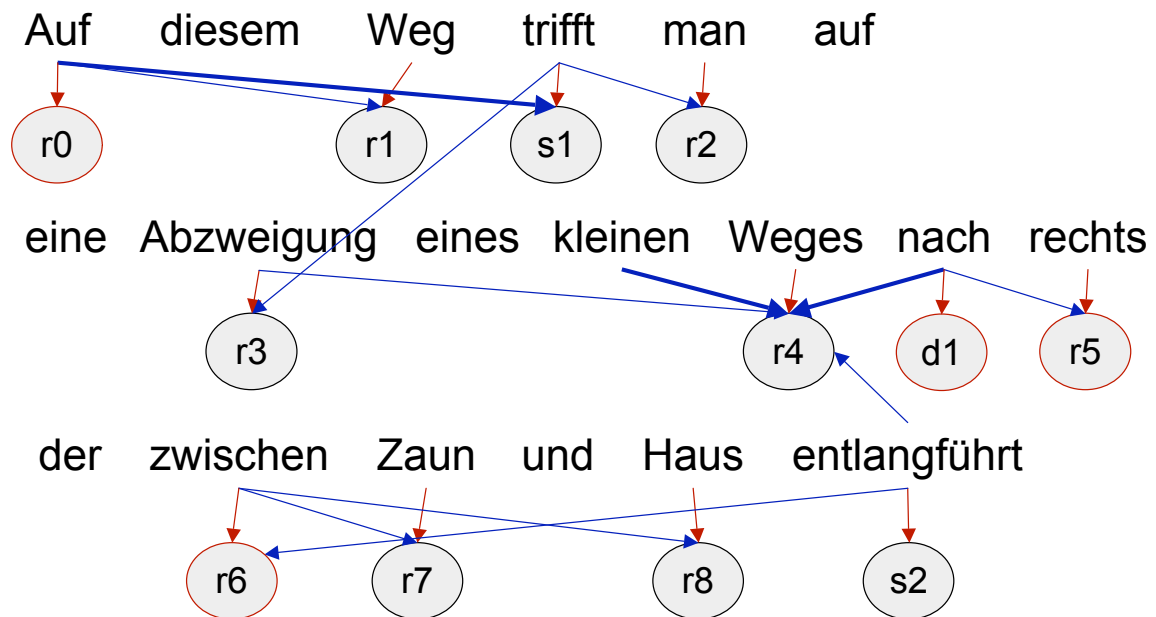 Auf diesem Weg trifft man auf
r0 r1 s1 r2
eine Abzweigung eines kleinen Weges nach rechts
r3 r4 d1 r5
der zwischen Zaun und Haus entlangführt
r6 r7 r8 s2